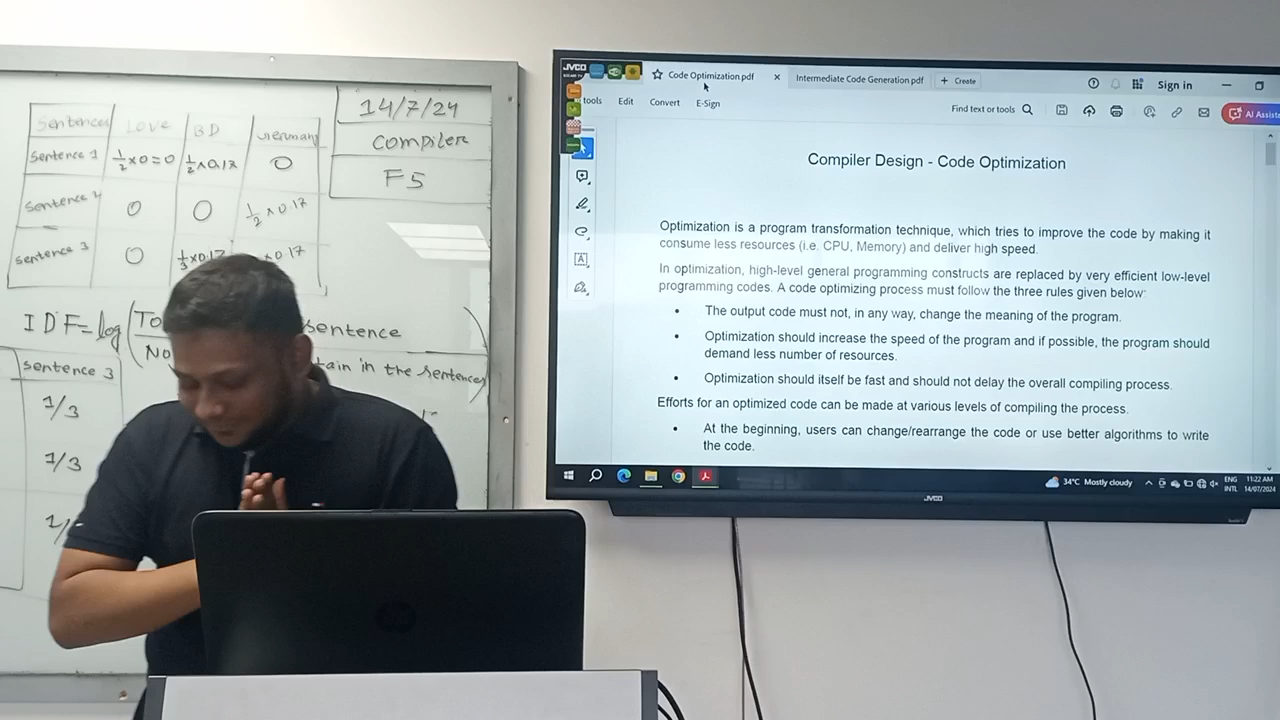 Sentences LOVE BD Germany
Sentence 1 1/2 x 0 = 0 1/2 x 0.17 0
Sentence 2 0 0 1/2 x 0.17
Sentence 3 0 1/3 x 0.17 x 0.17
14/7/24
Compiler
F5
IDF = log
sentence
No
tain in the sentence
sentence 3
1/3
1/3
1/
JVCO
Code Optimization.pdf
Intermediate Code Generation.pdf
+ Create
Sign in
tools Edit Convert E-Sign
Find text or tools
AI Assista
Compiler Design - Code Optimization
Optimization is a program transformation technique, which tries to improve the code by making it
consume less resources (i.e. CPU, Memory) and deliver high speed.
In optimization, high-level general programming constructs are replaced by very efficient low-level
programming codes. A code optimizing process must follow the three rules given below:
• The output code must not, in any way, change the meaning of the program.
• Optimization should increase the speed of the program and if possible, the program should
demand less number of resources.
• Optimization should itself be fast and should not delay the overall compiling process.
Efforts for an optimized code can be made at various levels of compiling the process.
• At the beginning, users can change/rearrange the code or use better algorithms to write
the code.
34°C Mostly cloudy
ENG
INTL
11:22 AM
14/07/2024
JVCO
hp